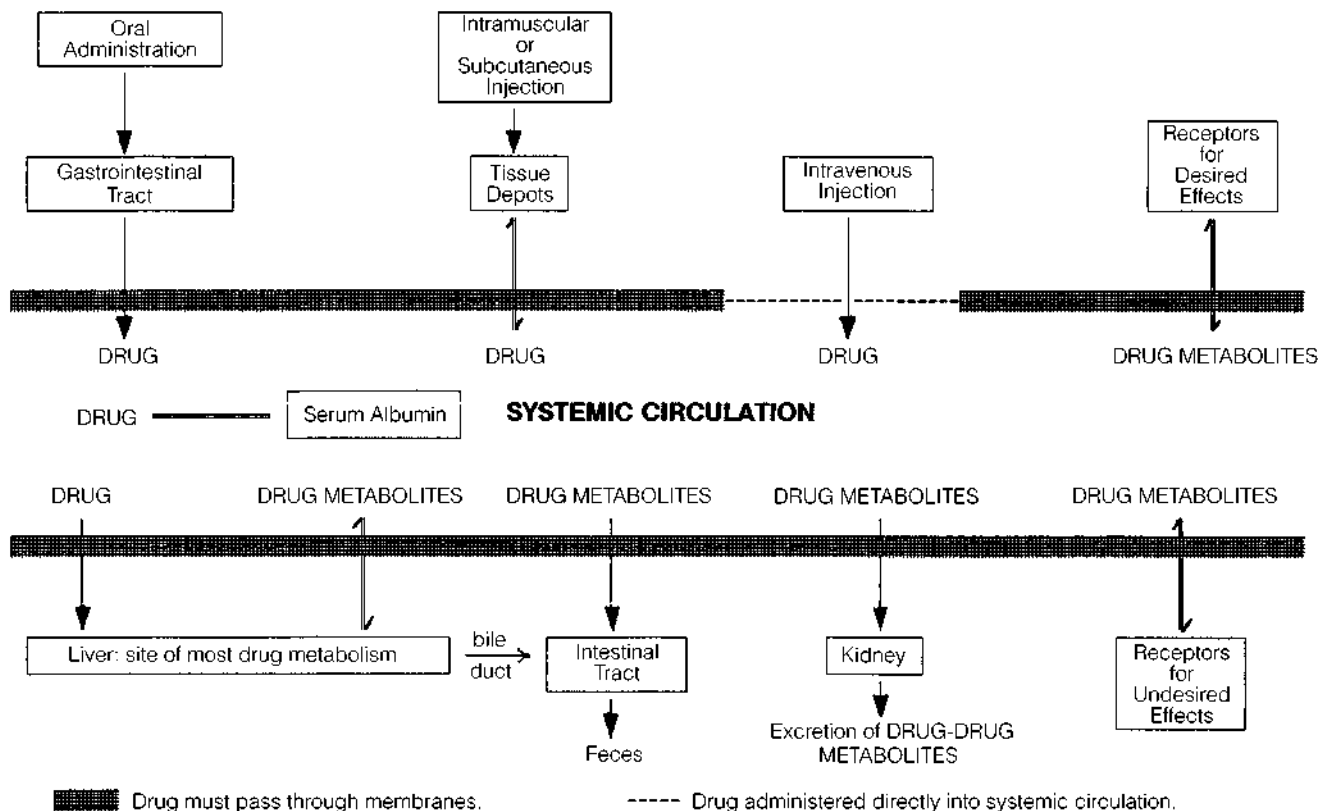 Oral
Administration
Intramuscular
or
Subcutaneous
Injection
Gastrointestinal
Tract
Tissue
Depots
Intravenous
Injection
Receptors
for
Desired
Effects
DRUG
DRUG
DRUG
DRUG METABOLITES
DRUG
Serum Albumin
SYSTEMIC CIRCULATION
DRUG
DRUG METABOLITES
DRUG METABOLITES
DRUG METABOLITES
DRUG METABOLITES
Liver: site of most drug metabolism
bile
duct
Intestinal
Tract
Kidney
Receptors
for
Undesired
Effects
Feces
Excretion of DRUG-DRUG
METABOLITES
Drug must pass through membranes.
Drug administered directly into systemic circulation.